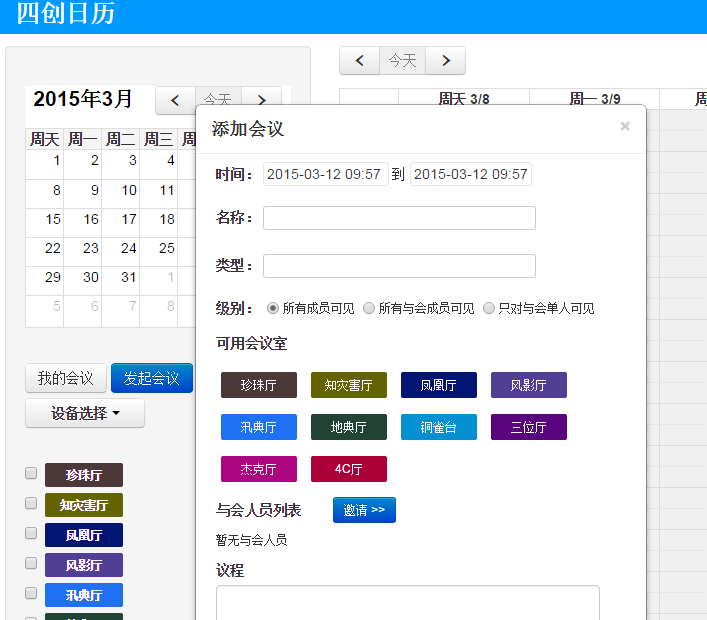 四创日历
2015年3月
今天
周天 周一 周二 周三 周
1 2 3 4
8 9 10 11
15 16 17 18
22 23 24 25
29 30 31 1
5 6 7 8
我的会议 发起会议
设备选择
珍珠厅
知灾害厅
凤凰厅
风影厅
汛典厅
今天
周天 3/8 周一 3/9
添加会议 ×
时间： 2015-03-12 09:57 到 2015-03-12 09:57
名称：
类型：
级别： 所有成员可见 所有与会成员可见 只对与会单人可见
可用会议室
珍珠厅 知灾害厅 凤凰厅 风影厅
汛典厅 地典厅 铜雀台 三位厅
杰克厅 4C厅
与会人员列表 邀请 >>
暂无与会人员
议程